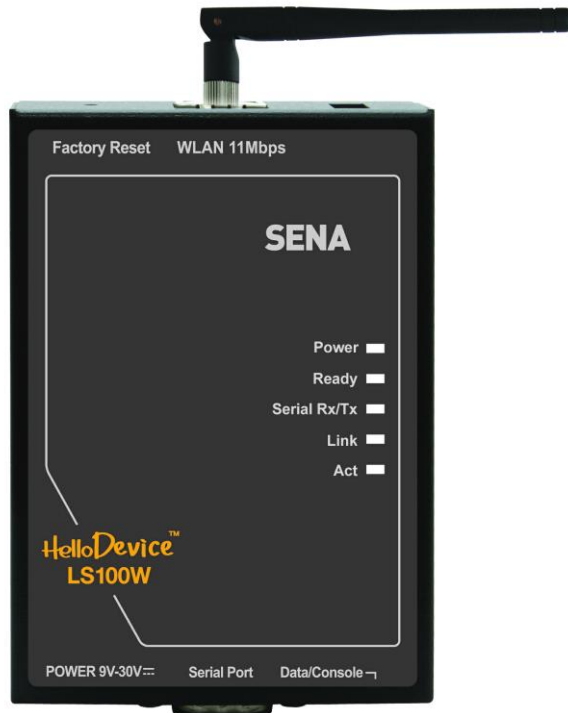 Factory Reset WLAN 11Mbps
SENA
Power
Ready
Serial Rx/Tx
Link
Act
HelloDevice™
LS100W
POWER 9V-30V⎓ Serial Port Data/Console ¬